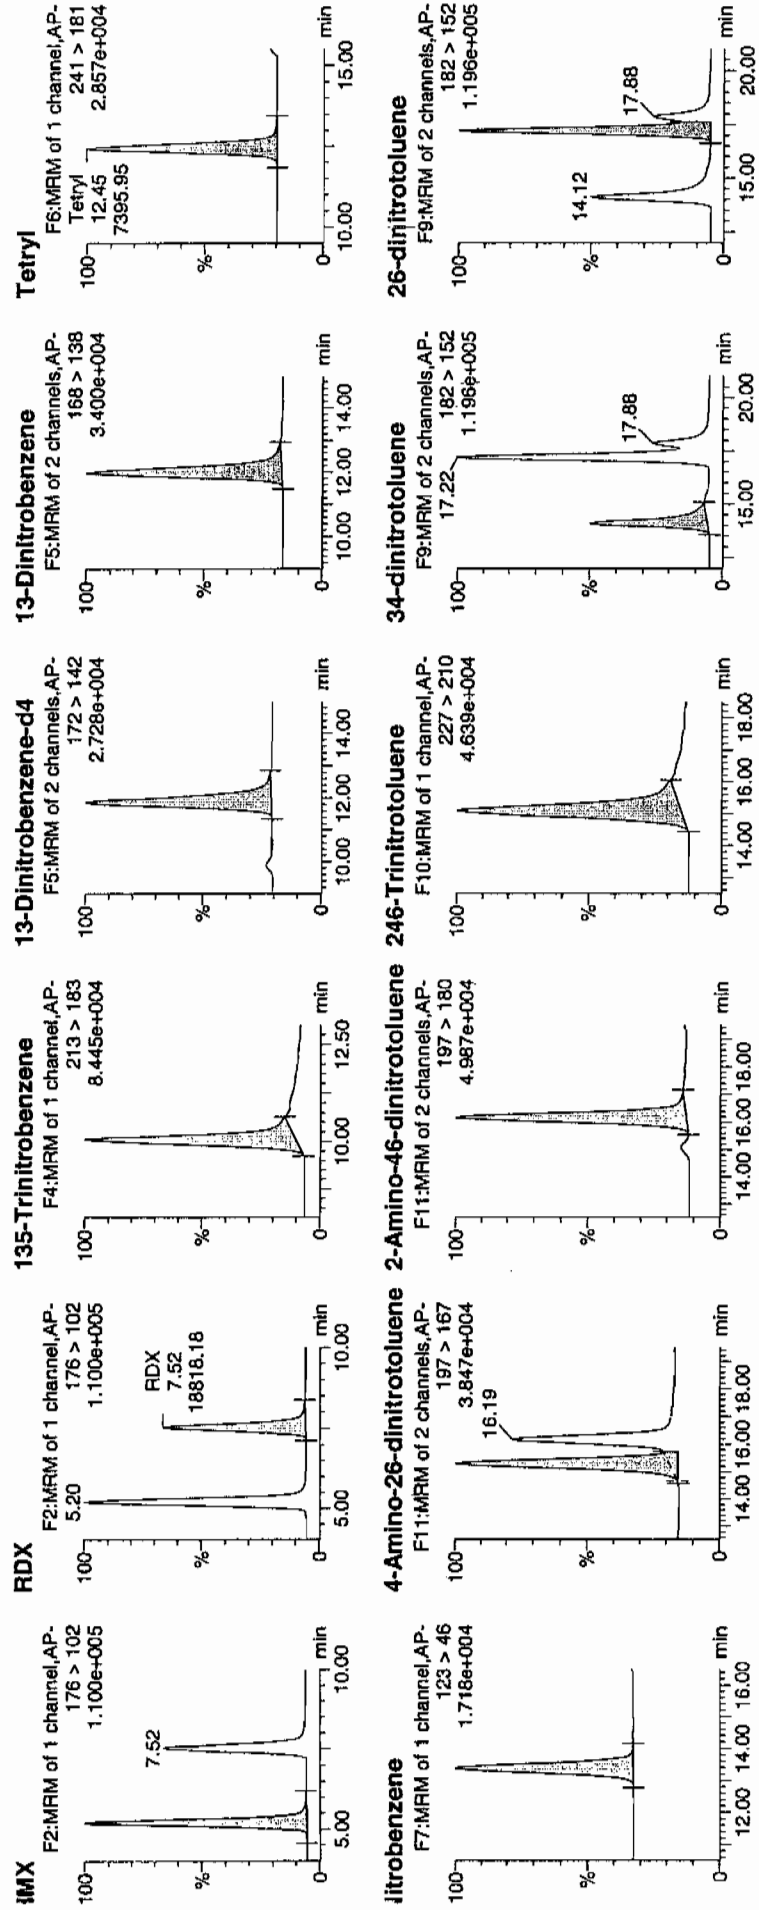 HMX
F2:MRM of 1 channel,AP-
176 > 102
1.100e+005
100
%
0
7.52
5.00
10.00
min
RDX
F2:MRM of 1 channel,AP-
176 > 102
1.100e+005
100
%
0
5.20
RDX
7.52
18818.18
5.00
10.00
min
135-Trinitrobenzene
F4:MRM of 1 channel,AP-
213 > 183
8.445e+004
100
%
0
10.00
12.50
min
13-Dinitrobenzene-d4
F5:MRM of 2 channels,AP-
172 > 142
2.728e+004
100
%
0
10.00
12.00
14.00
min
13-Dinitrobenzene
F5:MRM of 2 channels,AP-
168 > 138
3.400e+004
100
%
0
10.00
12.00
14.00
min
Tetryl
F6:MRM of 1 channel,AP-
241 > 181
2.857e+004
Tetryl
12.45
7395.95
100
%
0
10.00
15.00
min
Nitrobenzene
F7:MRM of 1 channel,AP-
123 > 46
1.718e+004
100
%
0
12.00
14.00
16.00
min
4-Amino-26-dinitrotoluene
F11:MRM of 2 channels,AP-
197 > 167
3.847e+004
16.19
100
%
0
14.00
16.00
18.00
min
2-Amino-46-dinitrotoluene
F11:MRM of 2 channels,AP-
197 > 180
4.987e+004
100
%
0
14.00
16.00
18.00
min
246-Trinitrotoluene
F10:MRM of 1 channel,AP-
227 > 210
4.639e+004
100
%
0
14.00
16.00
18.00
min
34-dinitrotoluene
F9:MRM of 2 channels,AP-
182 > 152
1.196e+005
17.22
17.88
100
%
0
15.00
20.00
min
26-dinitrotoluene
F9:MRM of 2 channels,AP-
182 > 152
1.196e+005
14.12
17.88
100
%
0
15.00
20.00
min